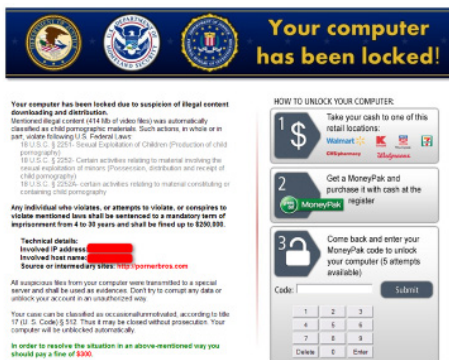 Your computer
has been locked!
Your computer has been locked due to suspicion of illegal content
downloading and distribution.
Mentioned illegal content (414 Mb of video files) was automatically
classified as child pornographic materials. Such actions, in whole or in
part, violate following U.S. Federal Laws:
18 U.S.C. § 2251- Sexual Exploitation of Children (Production of child
pornography)
18 U.S.C. § 2252- Certain activities relating to material involving the
sexual exploitation of minors (Possession, distribution and receipt of
child pornography)
18 U.S.C. § 2252A- certain activities relating to material constituting or
containing child pornography
Any individual who violates, or attempts to violate, or conspires to
violate mentioned laws shall be sentenced to a mandatory term of
imprisonment from 4 to 30 years and shall be fined up to $250,000.
Technical details:
Involved IP address:
Involved host name:
Source or intermediary sites: http://pornerbros.com
All suspicious files from your computer were transmitted to a special
server and shall be used as evidences. Don't try to corrupt any data or
unblock your account in an unauthorized way.
Your case can be classified as occasional/unmotivated, according to title
17 (U. S. Code) § 512. Thus it may be closed without prosecution. Your
computer will be unblocked automatically.
In order to resolve the situation in an above-mentioned way you
should pay a fine of $300.
HOW TO UNLOCK YOUR COMPUTER:
1 $
Take your cash to one of this
retail locations:
Walmart
K
7
CVS/pharmacy
Walgreens
2
MoneyPak
Get a MoneyPak and
purchase it with cash at the
register
3
Come back and enter your
MoneyPak code to unlock
your computer (5 attempts
available)
Code:
Submit
1 2 3
4 5 6
7 8 9
Delete 0 Enter